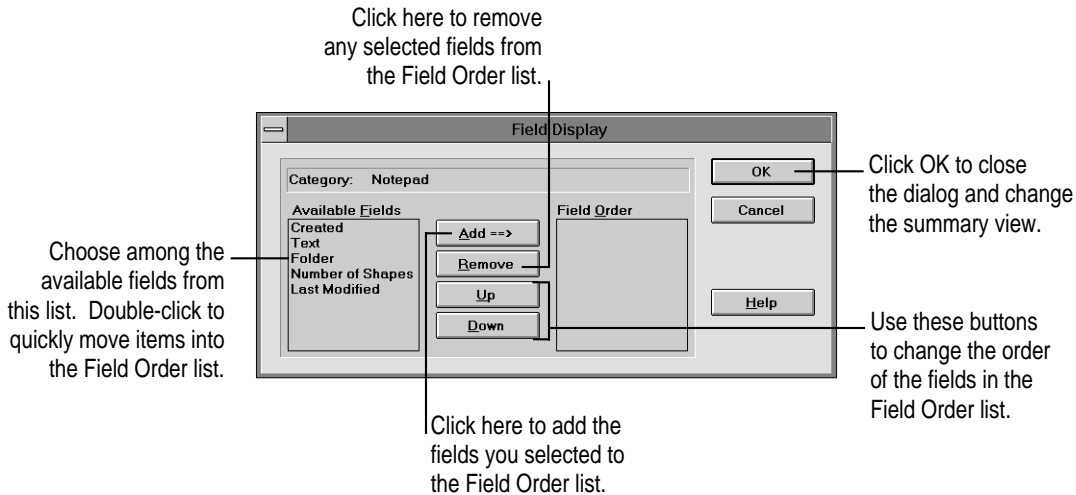 Click here to remove
any selected fields from
the Field Order list.
Field Display
Category: Notepad
Available Fields
Created
Text
Folder
Number of Shapes
Last Modified
Add ==>
Remove
Up
Down
Field Order
OK
Cancel
Help
Click OK to close
the dialog and change
the summary view.
Choose among the
available fields from
this list. Double-click to
quickly move items into
the Field Order list.
Use these buttons
to change the order
of the fields in the
Field Order list.
Click here to add the
fields you selected to
the Field Order list.